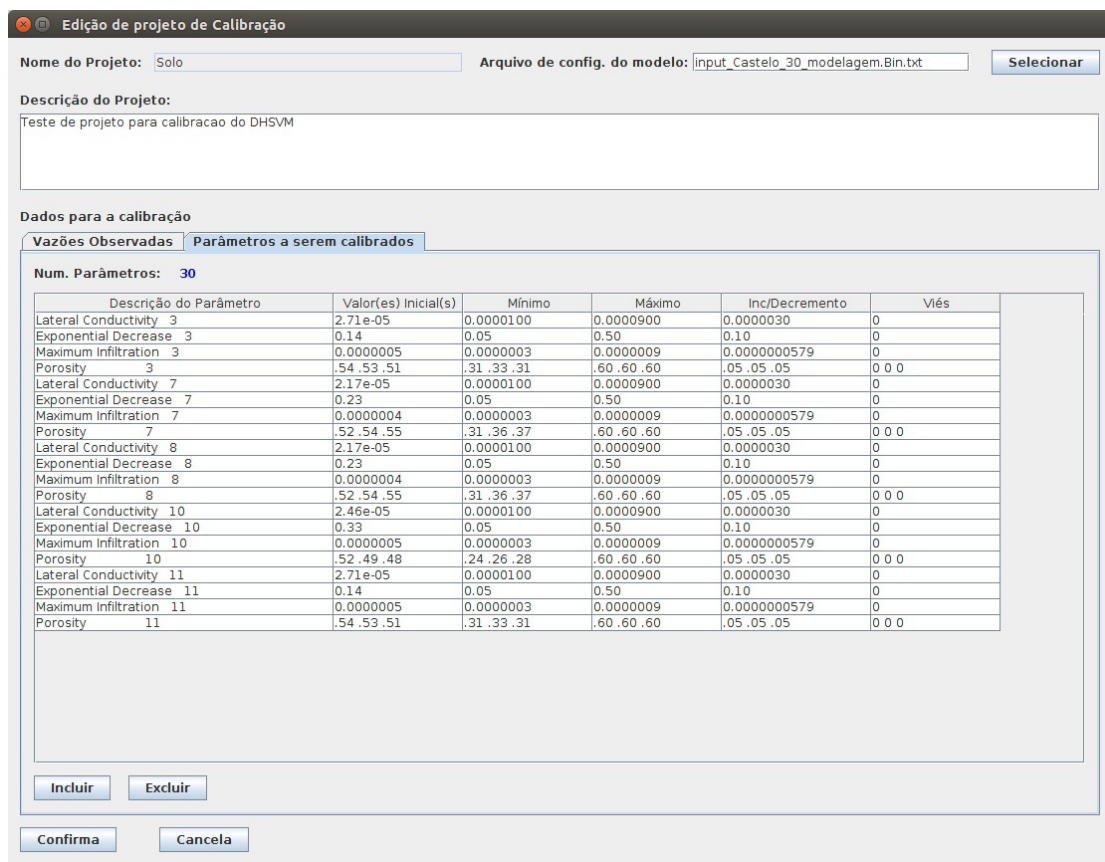 Edição de projeto de Calibração
Nome do Projeto: Solo Arquivo de config. do modelo: input_Castelo_30_modelagem.Bin.txt Selecionar
Descrição do Projeto:
Teste de projeto para calibracao do DHSVM
Dados para a calibração
Vazões Observadas Parâmetros a serem calibrados
Num. Parâmetros: 30
Descrição do Parâmetro Valor(es) Inicial(s) Mínimo Máximo Inc/Decremento Viés
Lateral Conductivity 3 2.71e-05 0.0000100 0.0000900 0.0000030 0
Exponential Decrease 3 0.14 0.05 0.50 0.10 0
Maximum Infiltration 3 0.0000005 0.0000003 0.0000009 0.0000000579 0
Porosity 3 .54 .53 .51 .31 .33 .31 .60 .60 .60 .05 .05 .05 0 0 0
Lateral Conductivity 7 2.17e-05 0.0000100 0.0000900 0.0000030 0
Exponential Decrease 7 0.23 0.05 0.50 0.10 0
Maximum Infiltration 7 0.0000004 0.0000003 0.0000009 0.0000000579 0
Porosity 7 .52 .54 .55 .31 .36 .37 .60 .60 .60 .05 .05 .05 0 0 0
Lateral Conductivity 8 2.17e-05 0.0000100 0.0000900 0.0000030 0
Exponential Decrease 8 0.23 0.05 0.50 0.10 0
Maximum Infiltration 8 0.0000004 0.0000003 0.0000009 0.0000000579 0
Porosity 8 .52 .54 .55 .31 .36 .37 .60 .60 .60 .05 .05 .05 0 0 0
Lateral Conductivity 10 2.46e-05 0.0000100 0.0000900 0.0000030 0
Exponential Decrease 10 0.33 0.05 0.50 0.10 0
Maximum Infiltration 10 0.0000005 0.0000003 0.0000009 0.0000000579 0
Porosity 10 .52 .49 .48 .24 .26 .28 .60 .60 .60 .05 .05 .05 0 0 0
Lateral Conductivity 11 2.71e-05 0.0000100 0.0000900 0.0000030 0
Exponential Decrease 11 0.14 0.05 0.50 0.10 0
Maximum Infiltration 11 0.0000005 0.0000003 0.0000009 0.0000000579 0
Porosity 11 .54 .53 .51 .31 .33 .31 .60 .60 .60 .05 .05 .05 0 0 0
Incluir Excluir
Confirma Cancela